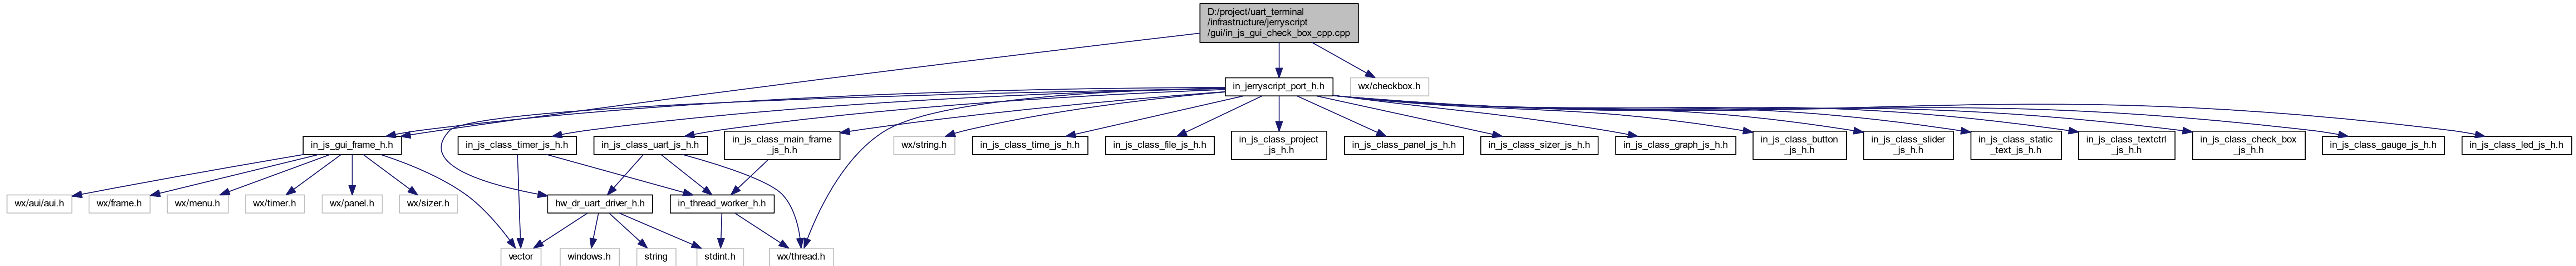 D:/project/uart_terminal
/infrastructure/jerryscript
/gui/in_js_gui_check_box_cpp.cpp
in_jerryscript_port_h.h
wx/checkbox.h
in_js_gui_frame_h.h
in_js_class_timer_js_h.h
in_js_class_uart_js_h.h
in_js_class_main_frame
_js_h.h
wx/string.h
in_js_class_time_js_h.h
in_js_class_file_js_h.h
in_js_class_project
_js_h.h
in_js_class_panel_js_h.h
in_js_class_sizer_js_h.h
in_js_class_graph_js_h.h
in_js_class_button
_js_h.h
in_js_class_slider
_js_h.h
in_js_class_static
_text_js_h.h
in_js_class_textctrl
_js_h.h
in_js_class_check_box
_js_h.h
in_js_class_gauge_js_h.h
in_js_class_led_js_h.h
wx/aui/aui.h
wx/frame.h
wx/menu.h
wx/timer.h
wx/panel.h
wx/sizer.h
hw_dr_uart_driver_h.h
in_thread_worker_h.h
vector
windows.h
string
stdint.h
wx/thread.h